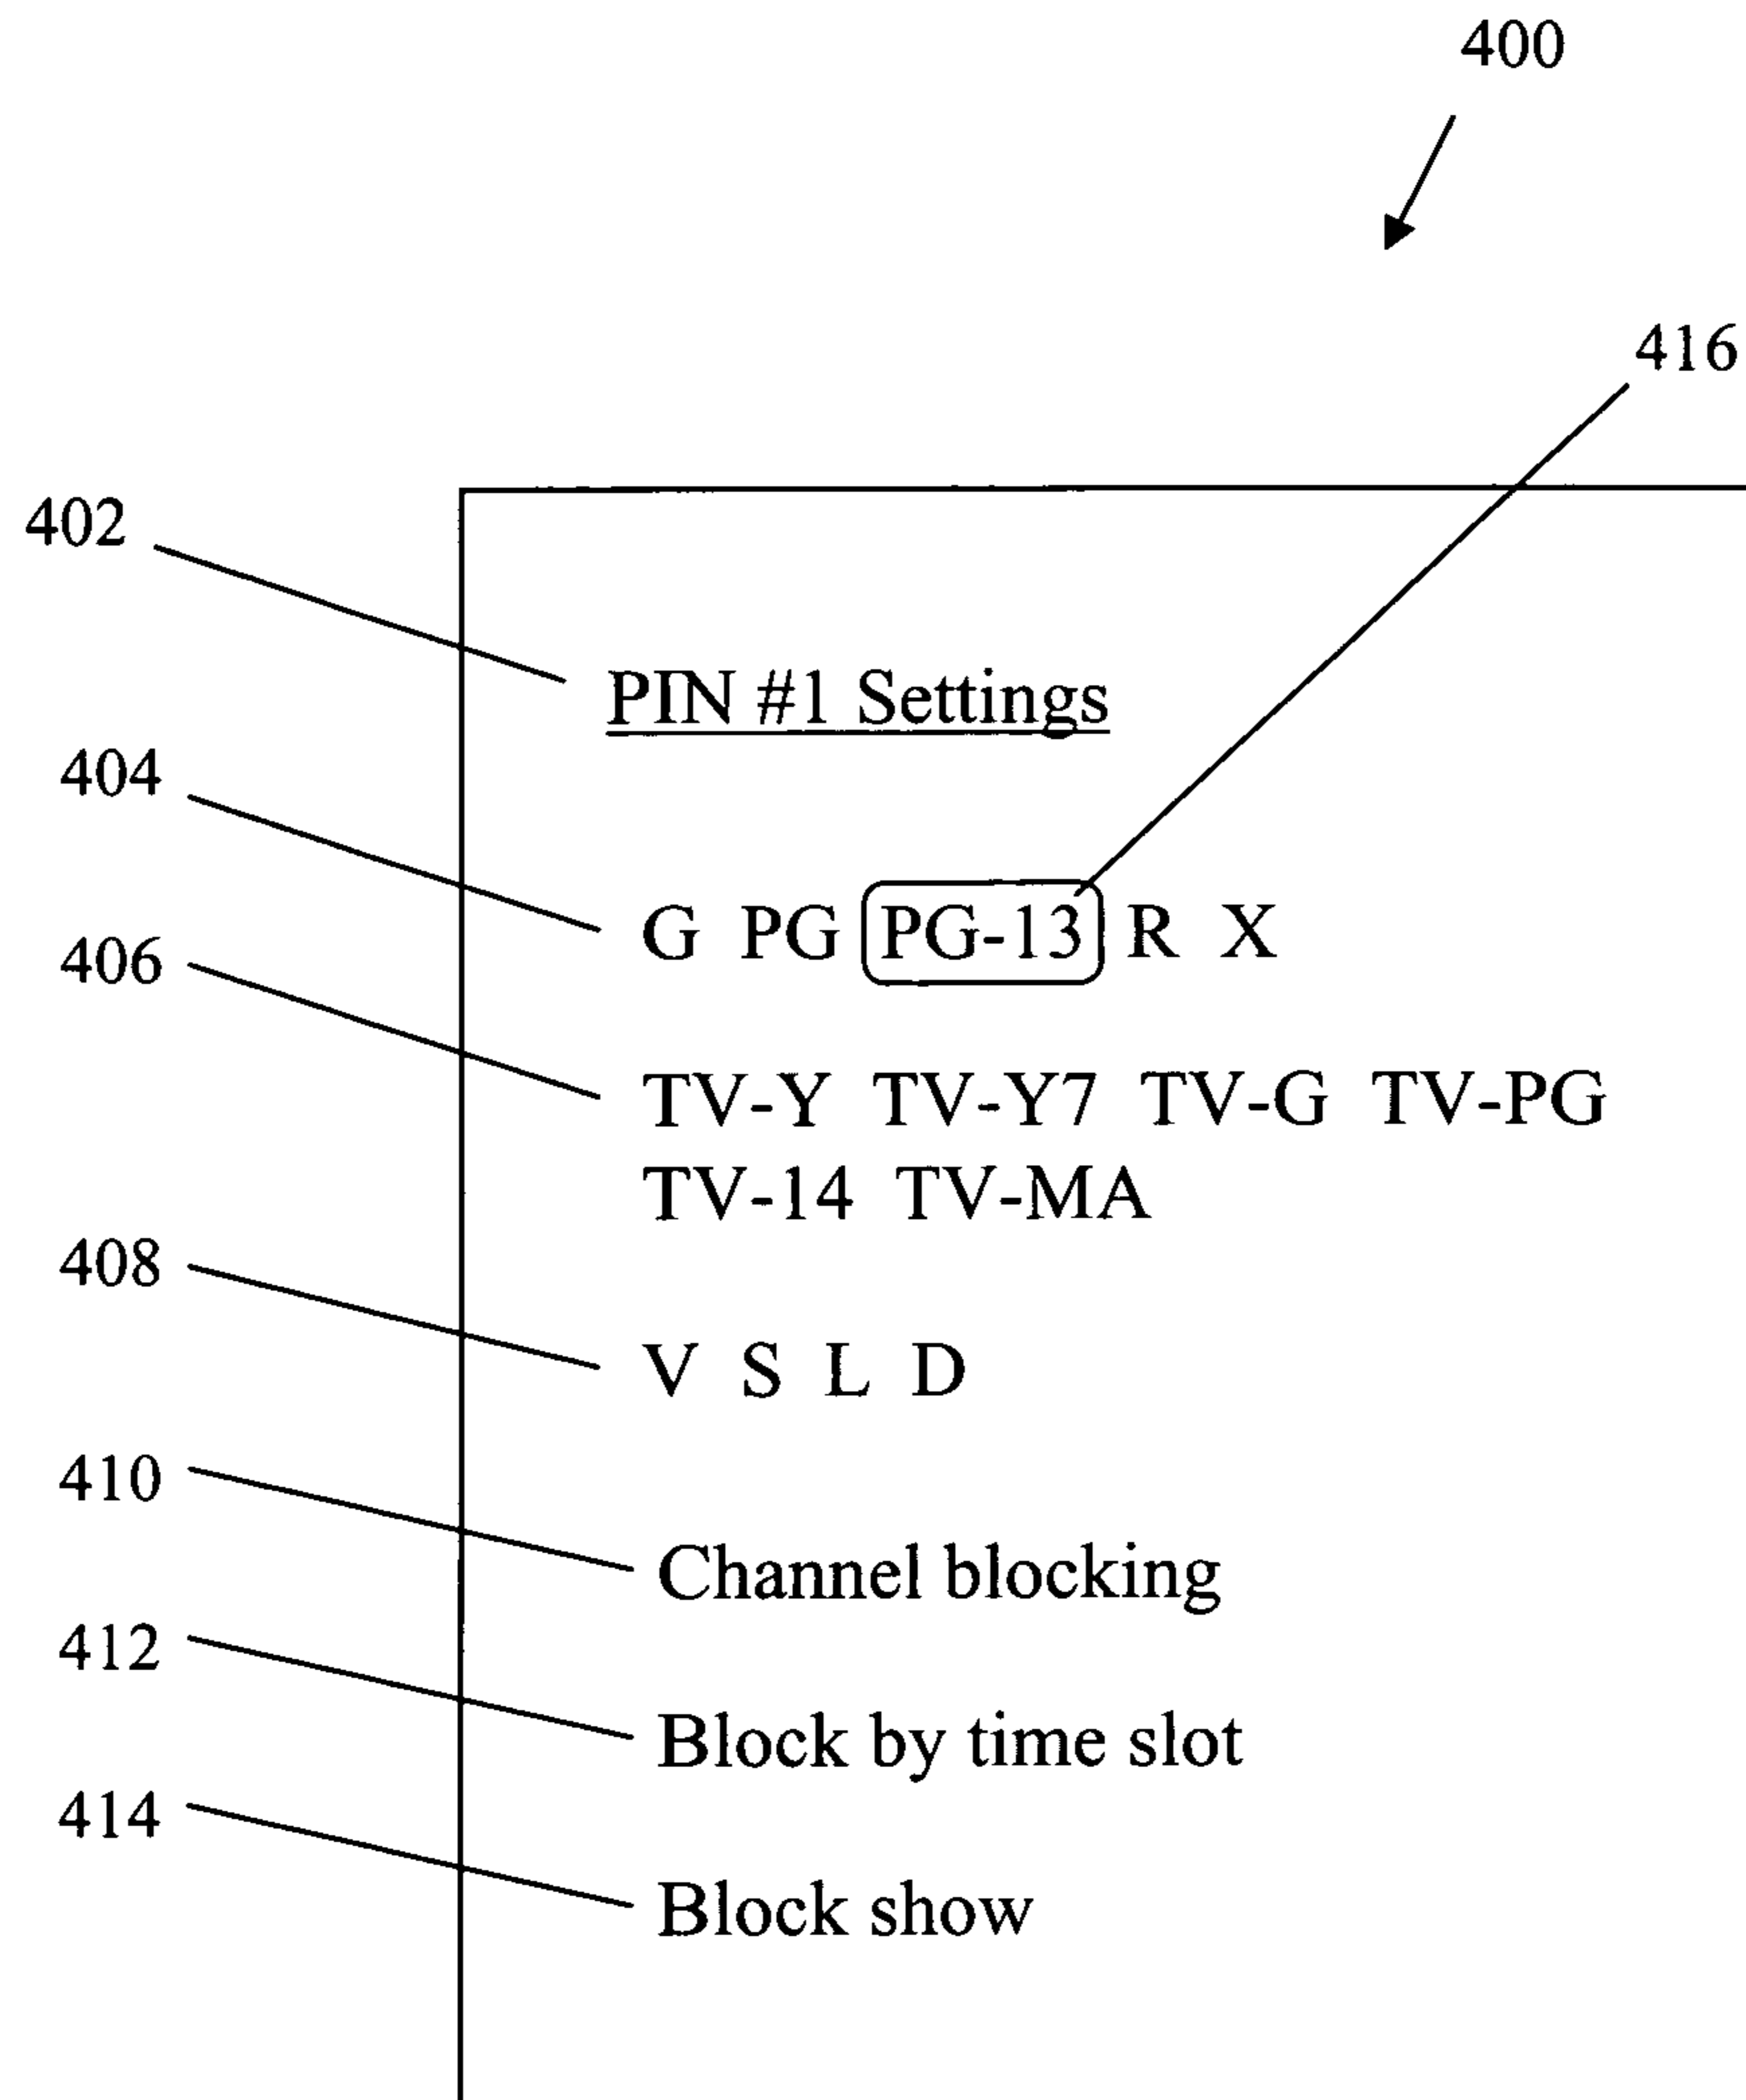 400
416
402
PIN #1 Settings
404
G PG PG-13 R X
406
TV-Y TV-Y7 TV-G TV-PG
TV-14 TV-MA
408
V S L D
410
Channel blocking
412
Block by time slot
414
Block show